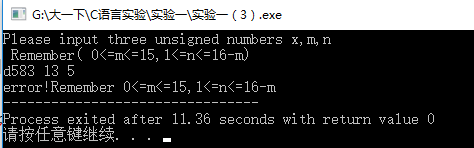 G:\大一下\C语言实验\实验一\实验一 (3) .exe
Please input three unsigned numbers x,m,n
Remember( 0<=m<=15,1<=n<=16-m)
d583 13 5
error!Remember 0<=m<=15,1<=n<=16-m
--------------------------------
Process exited after 11.36 seconds with return value 0
请按任意键继续. . .